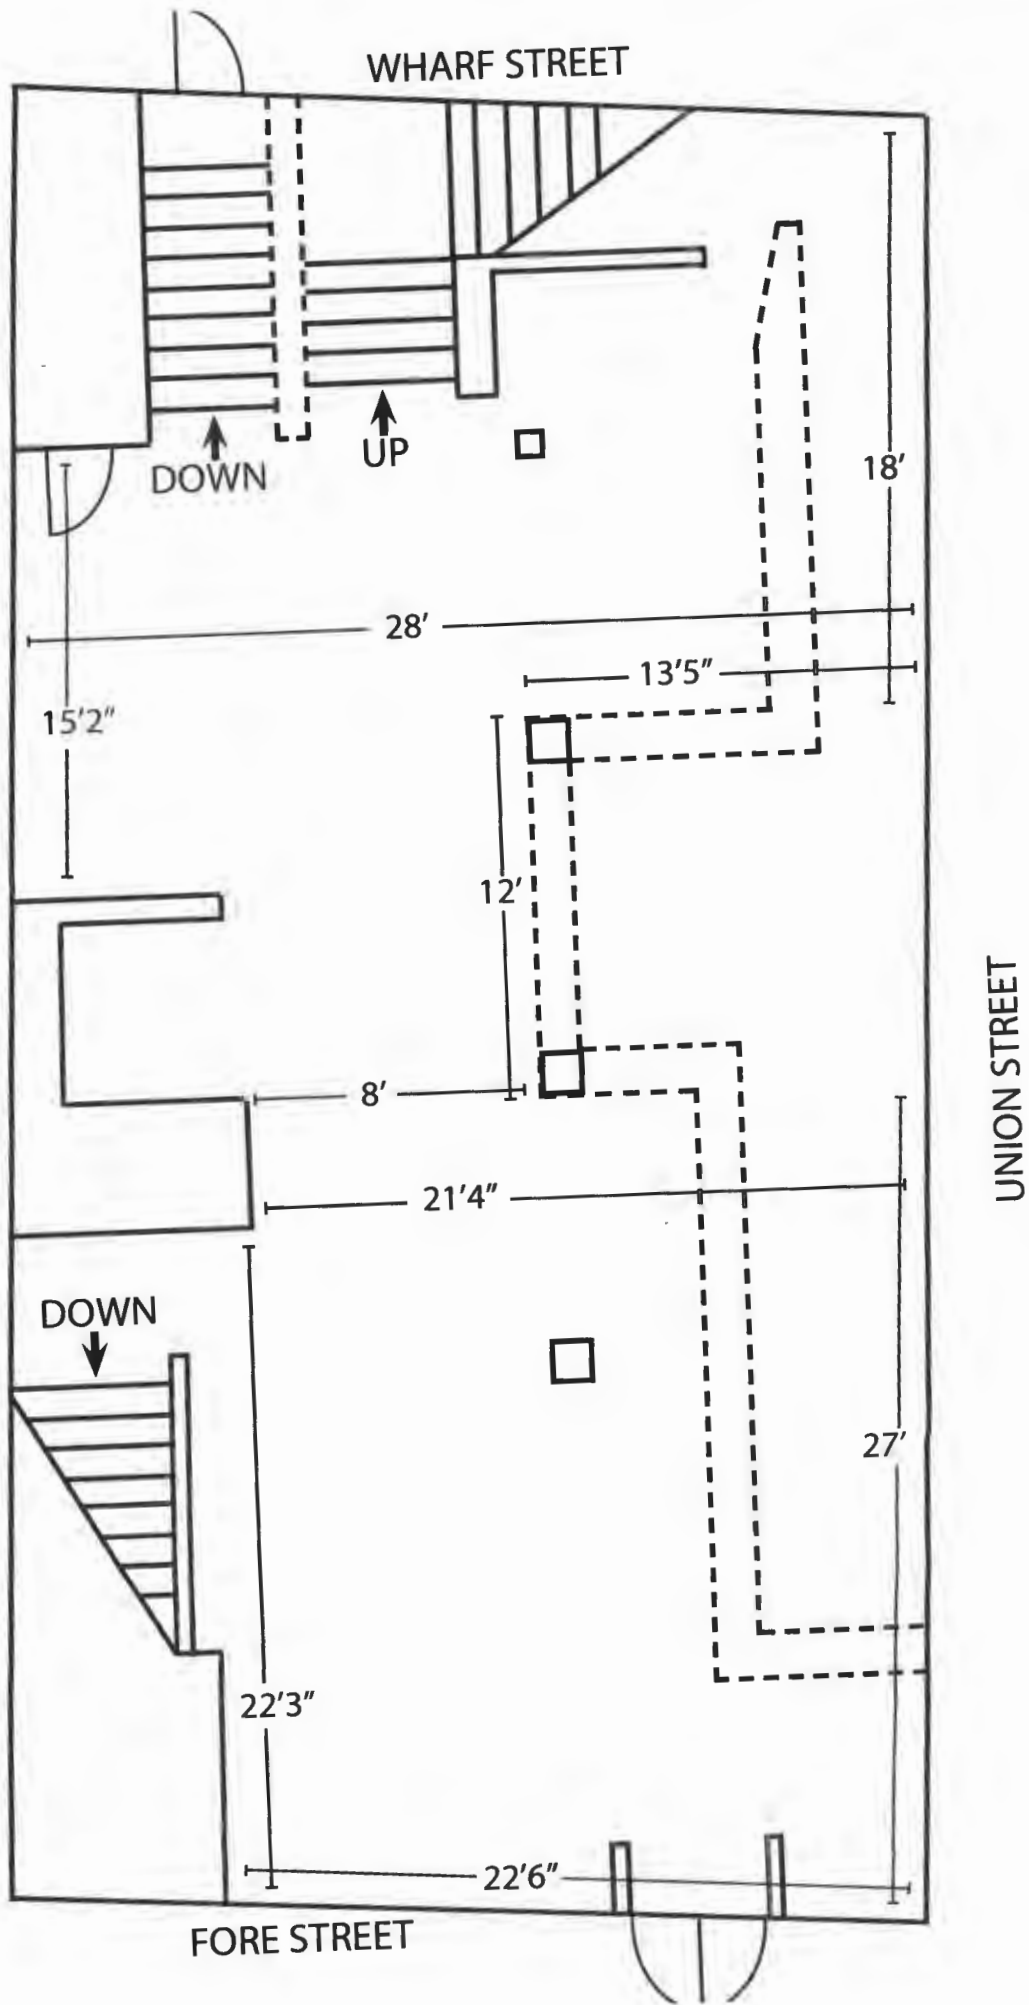 WHARF STREET
DOWN
UP
18'
28'
13'5"
15'2"
12'
8'
21'4"
UNION STREET
DOWN
27'
22'3"
22'6"
FORE STREET